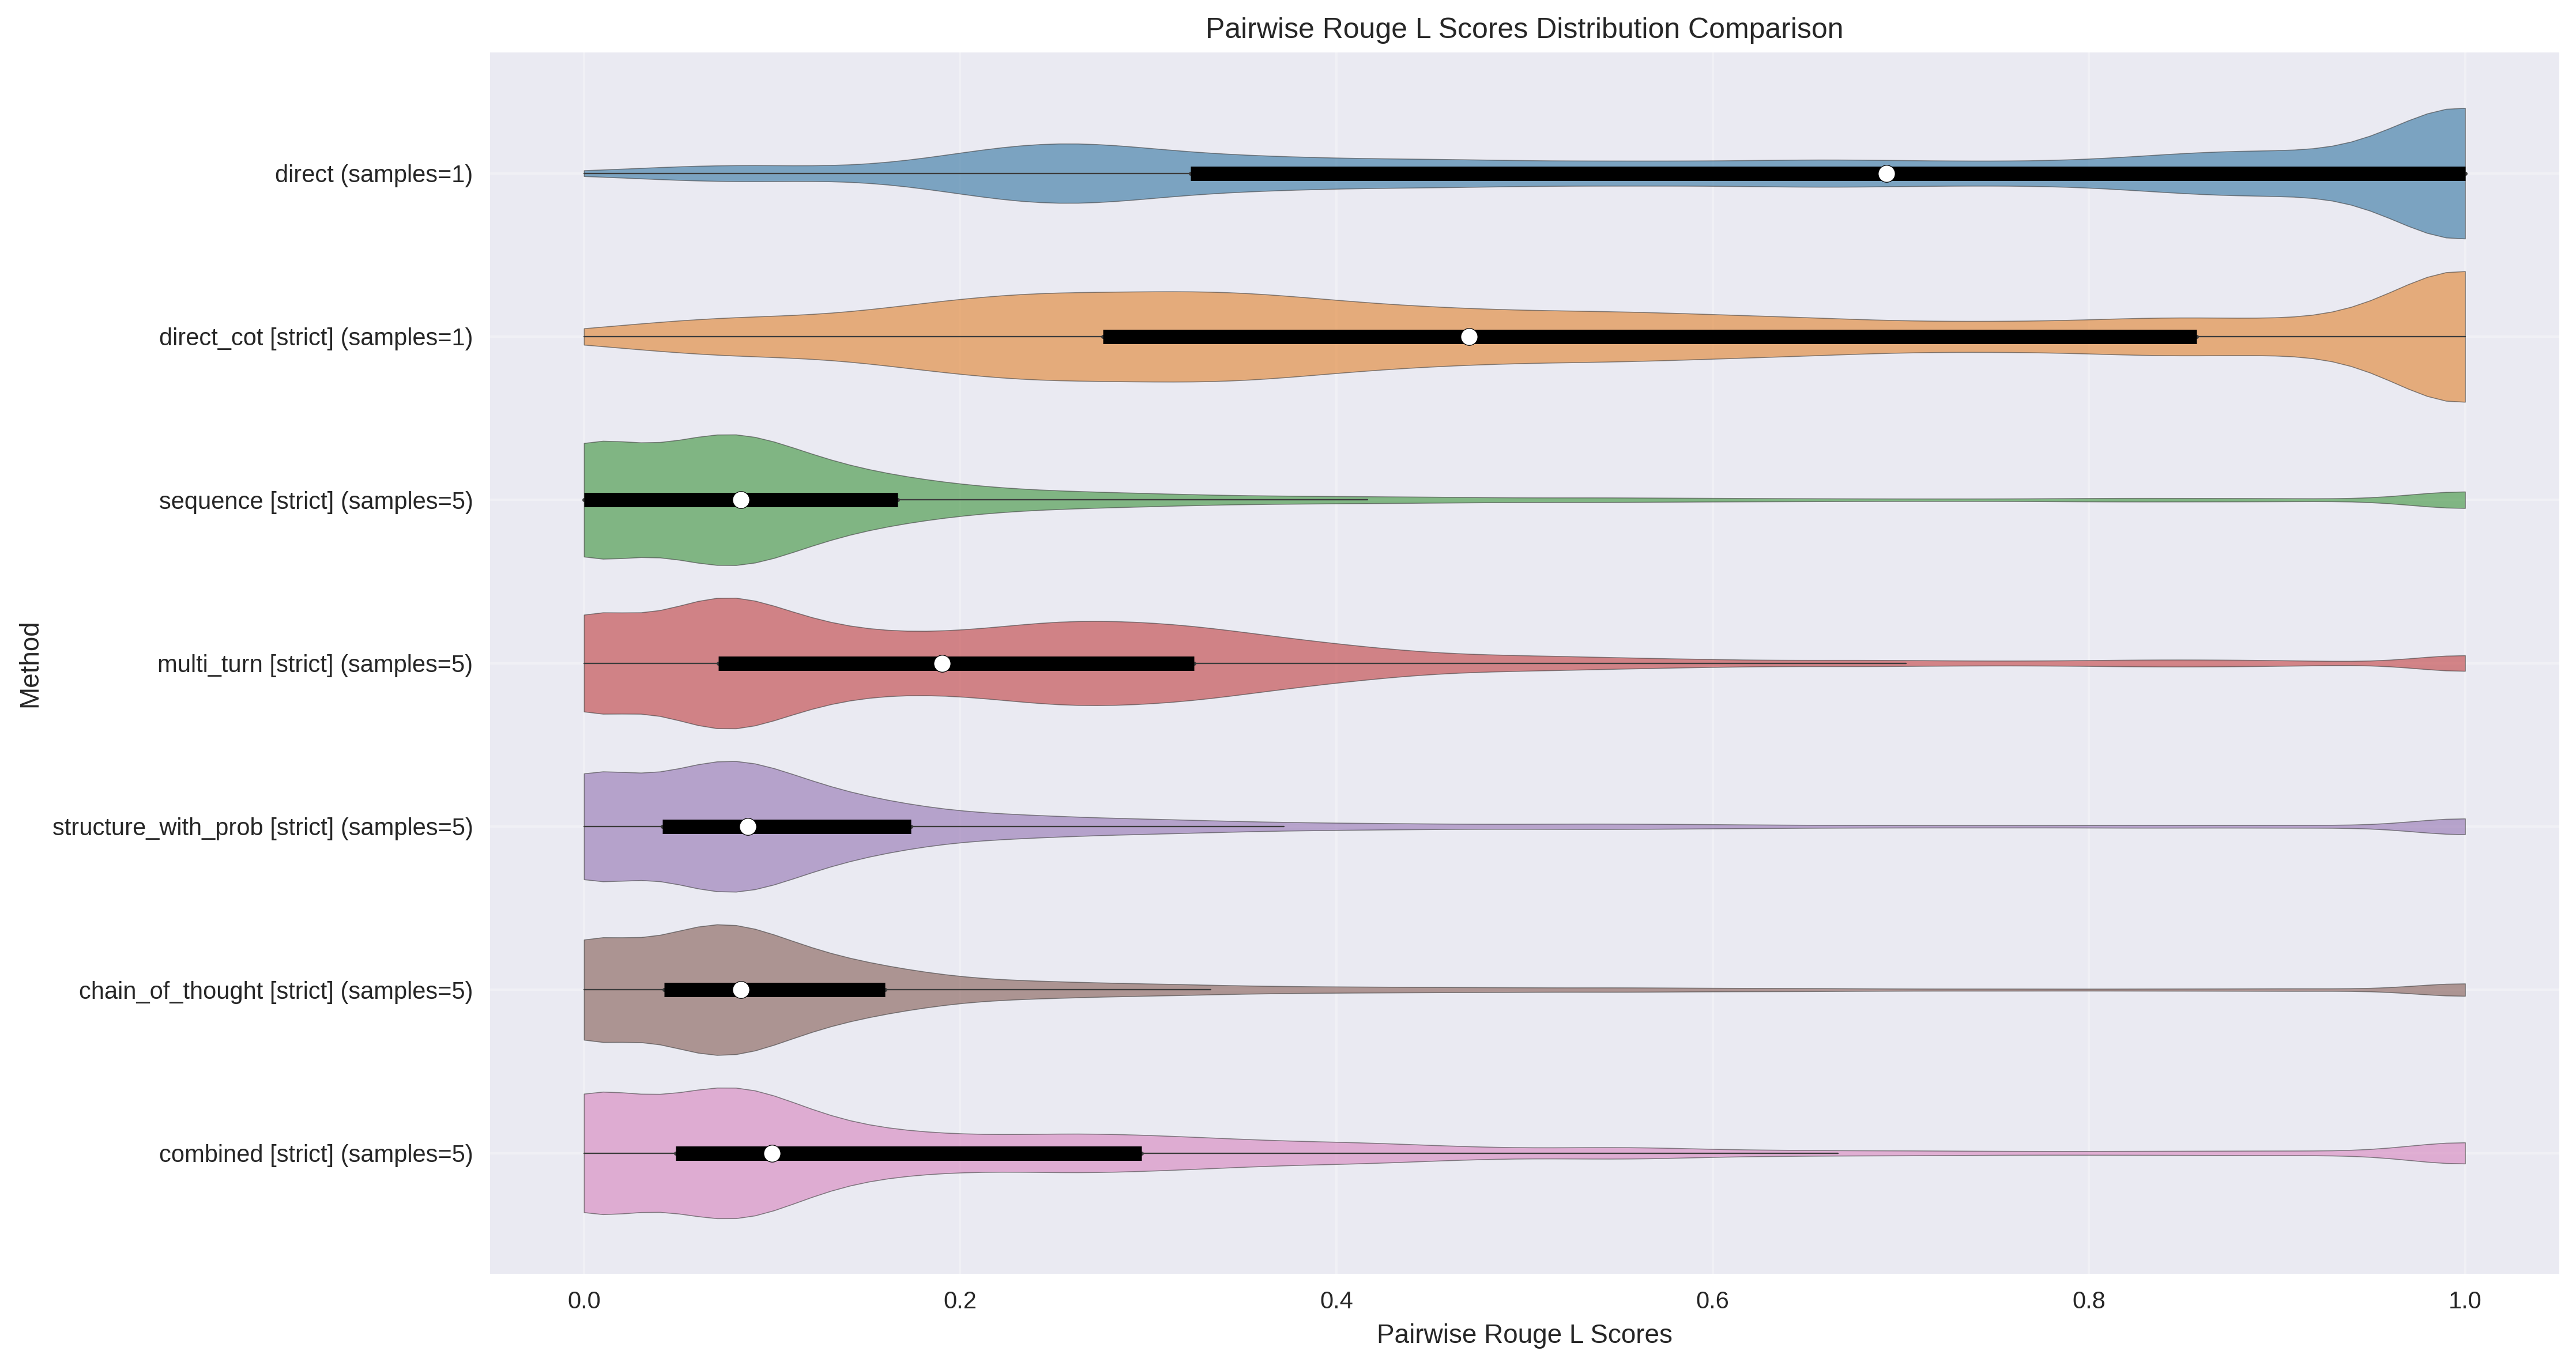 Pairwise Rouge L Scores Distribution Comparison
Method
direct (samples=1)
direct_cot [strict] (samples=1)
sequence [strict] (samples=5)
multi_turn [strict] (samples=5)
structure_with_prob [strict] (samples=5)
chain_of_thought [strict] (samples=5)
combined [strict] (samples=5)
0.0 0.2 0.4 0.6 0.8 1.0
Pairwise Rouge L Scores